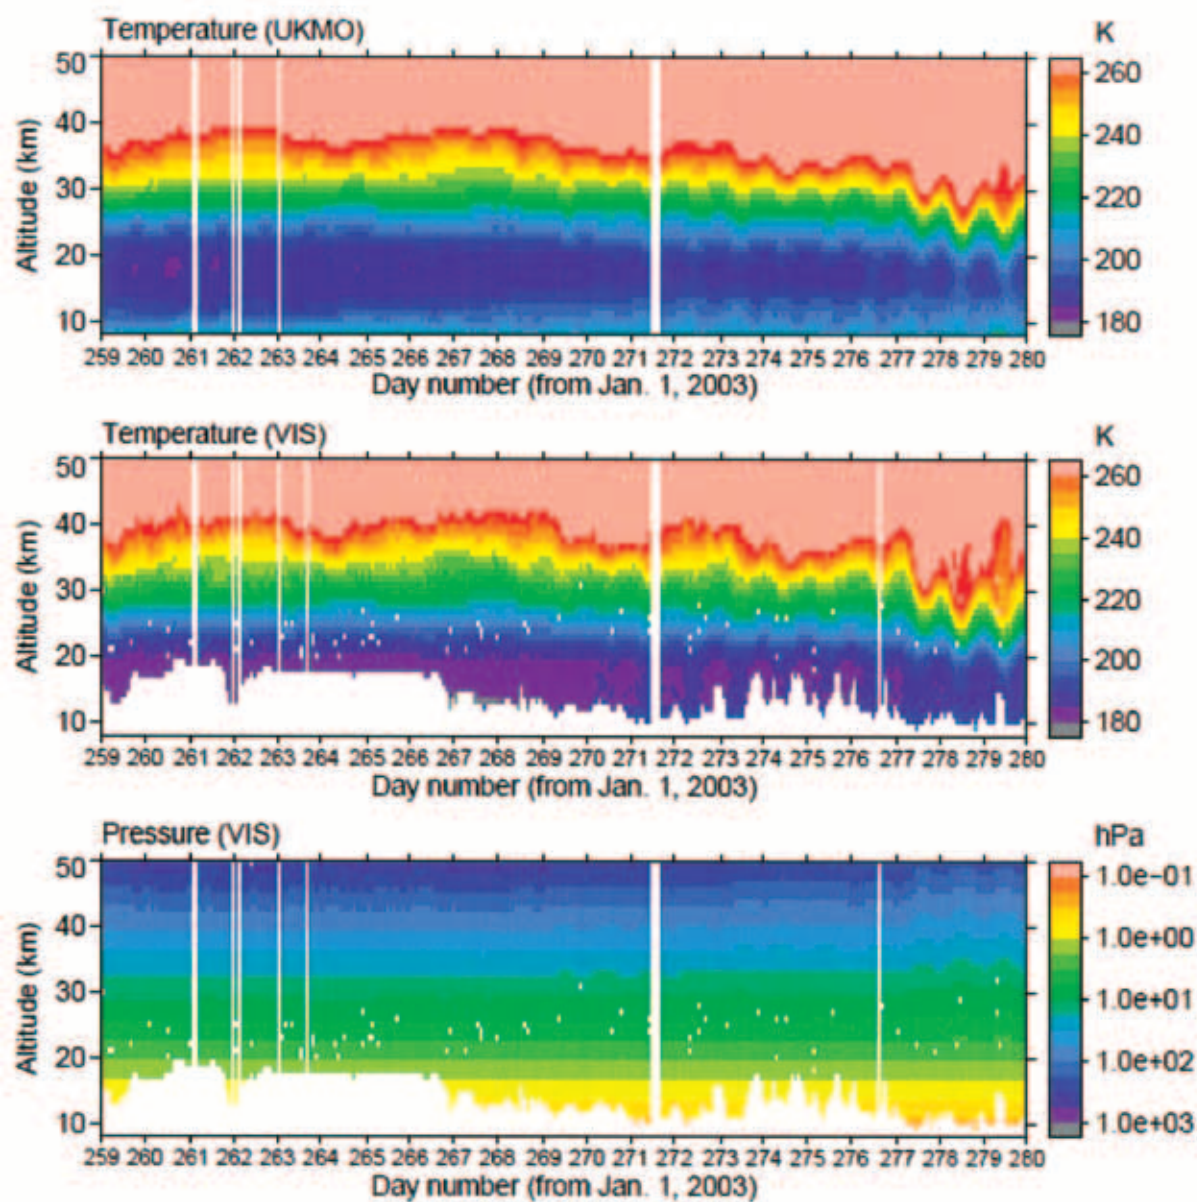 Temperature (UKMO)
K
50
40
30
20
10
Altitude (km)
260
240
220
200
180
259 260 261 262 263 264 265 266 267 268 269 270 271 272 273 274 275 276 277 278 279 280
Day number (from Jan. 1, 2003)
Temperature (VIS)
K
50
40
30
20
10
Altitude (km)
260
240
220
200
180
259 260 261 262 263 264 265 266 267 268 269 270 271 272 273 274 275 276 277 278 279 280
Day number (from Jan. 1, 2003)
Pressure (VIS)
hPa
50
40
30
20
10
Altitude (km)
1.0e−01
1.0e+00
1.0e+01
1.0e+02
1.0e+03
259 260 261 262 263 264 265 266 267 268 269 270 271 272 273 274 275 276 277 278 279 280
Day number (from Jan. 1, 2003)